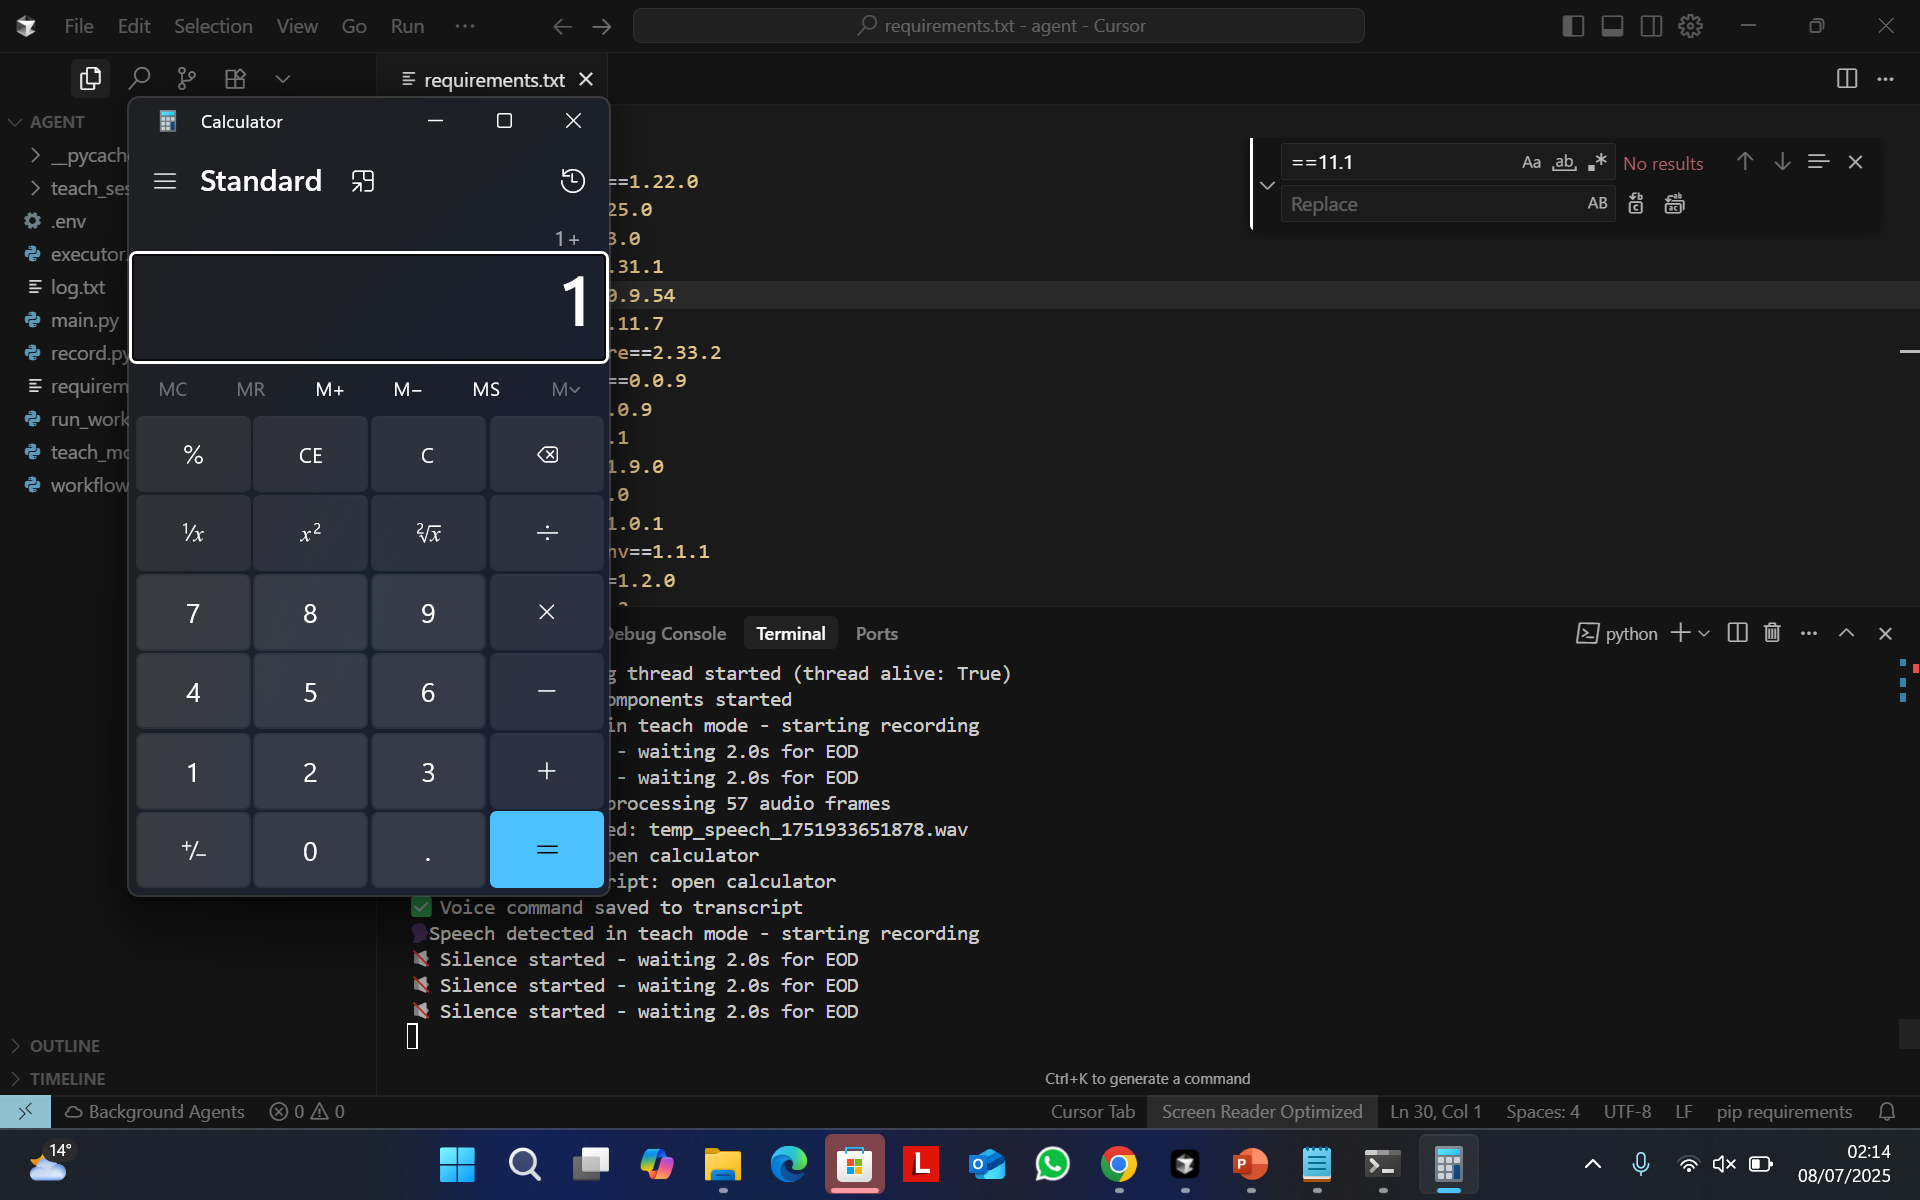 File Edit Selection View Go Run ···
requirements.txt - agent - Cursor
requirements.txt
AGENT
__pycach
teach_ses
.env
executor.
log.txt
main.py
record.py
requirem
run_work
teach_mo
workflow
Calculator
Standard
1 +
1
MC MR M+ M− MS M
% CE C
⅟x x² ²√x ÷
7 8 9 ×
4 5 6 −
1 2 3 +
+/− 0 . =
==1.22.0
25.0
3.0
.31.1
0.9.54
.11.7
re==2.33.2
==0.0.9
.0.9
.1
1.9.0
.0
1.0.1
nv==1.1.1
=1.2.0
==11.1 Aa ab .* No results
Replace AB
Debug Console Terminal Ports
python
g thread started (thread alive: True)
omponents started
in teach mode - starting recording
- waiting 2.0s for EOD
- waiting 2.0s for EOD
processing 57 audio frames
ed: temp_speech_1751933651878.wav
pen calculator
ript: open calculator
Voice command saved to transcript
Speech detected in teach mode - starting recording
Silence started - waiting 2.0s for EOD
Silence started - waiting 2.0s for EOD
Silence started - waiting 2.0s for EOD
Ctrl+K to generate a command
OUTLINE
TIMELINE
Background Agents 0 0
Cursor Tab Screen Reader Optimized Ln 30, Col 1 Spaces: 4 UTF-8 LF pip requirements
14°
L
02:14
08/07/2025